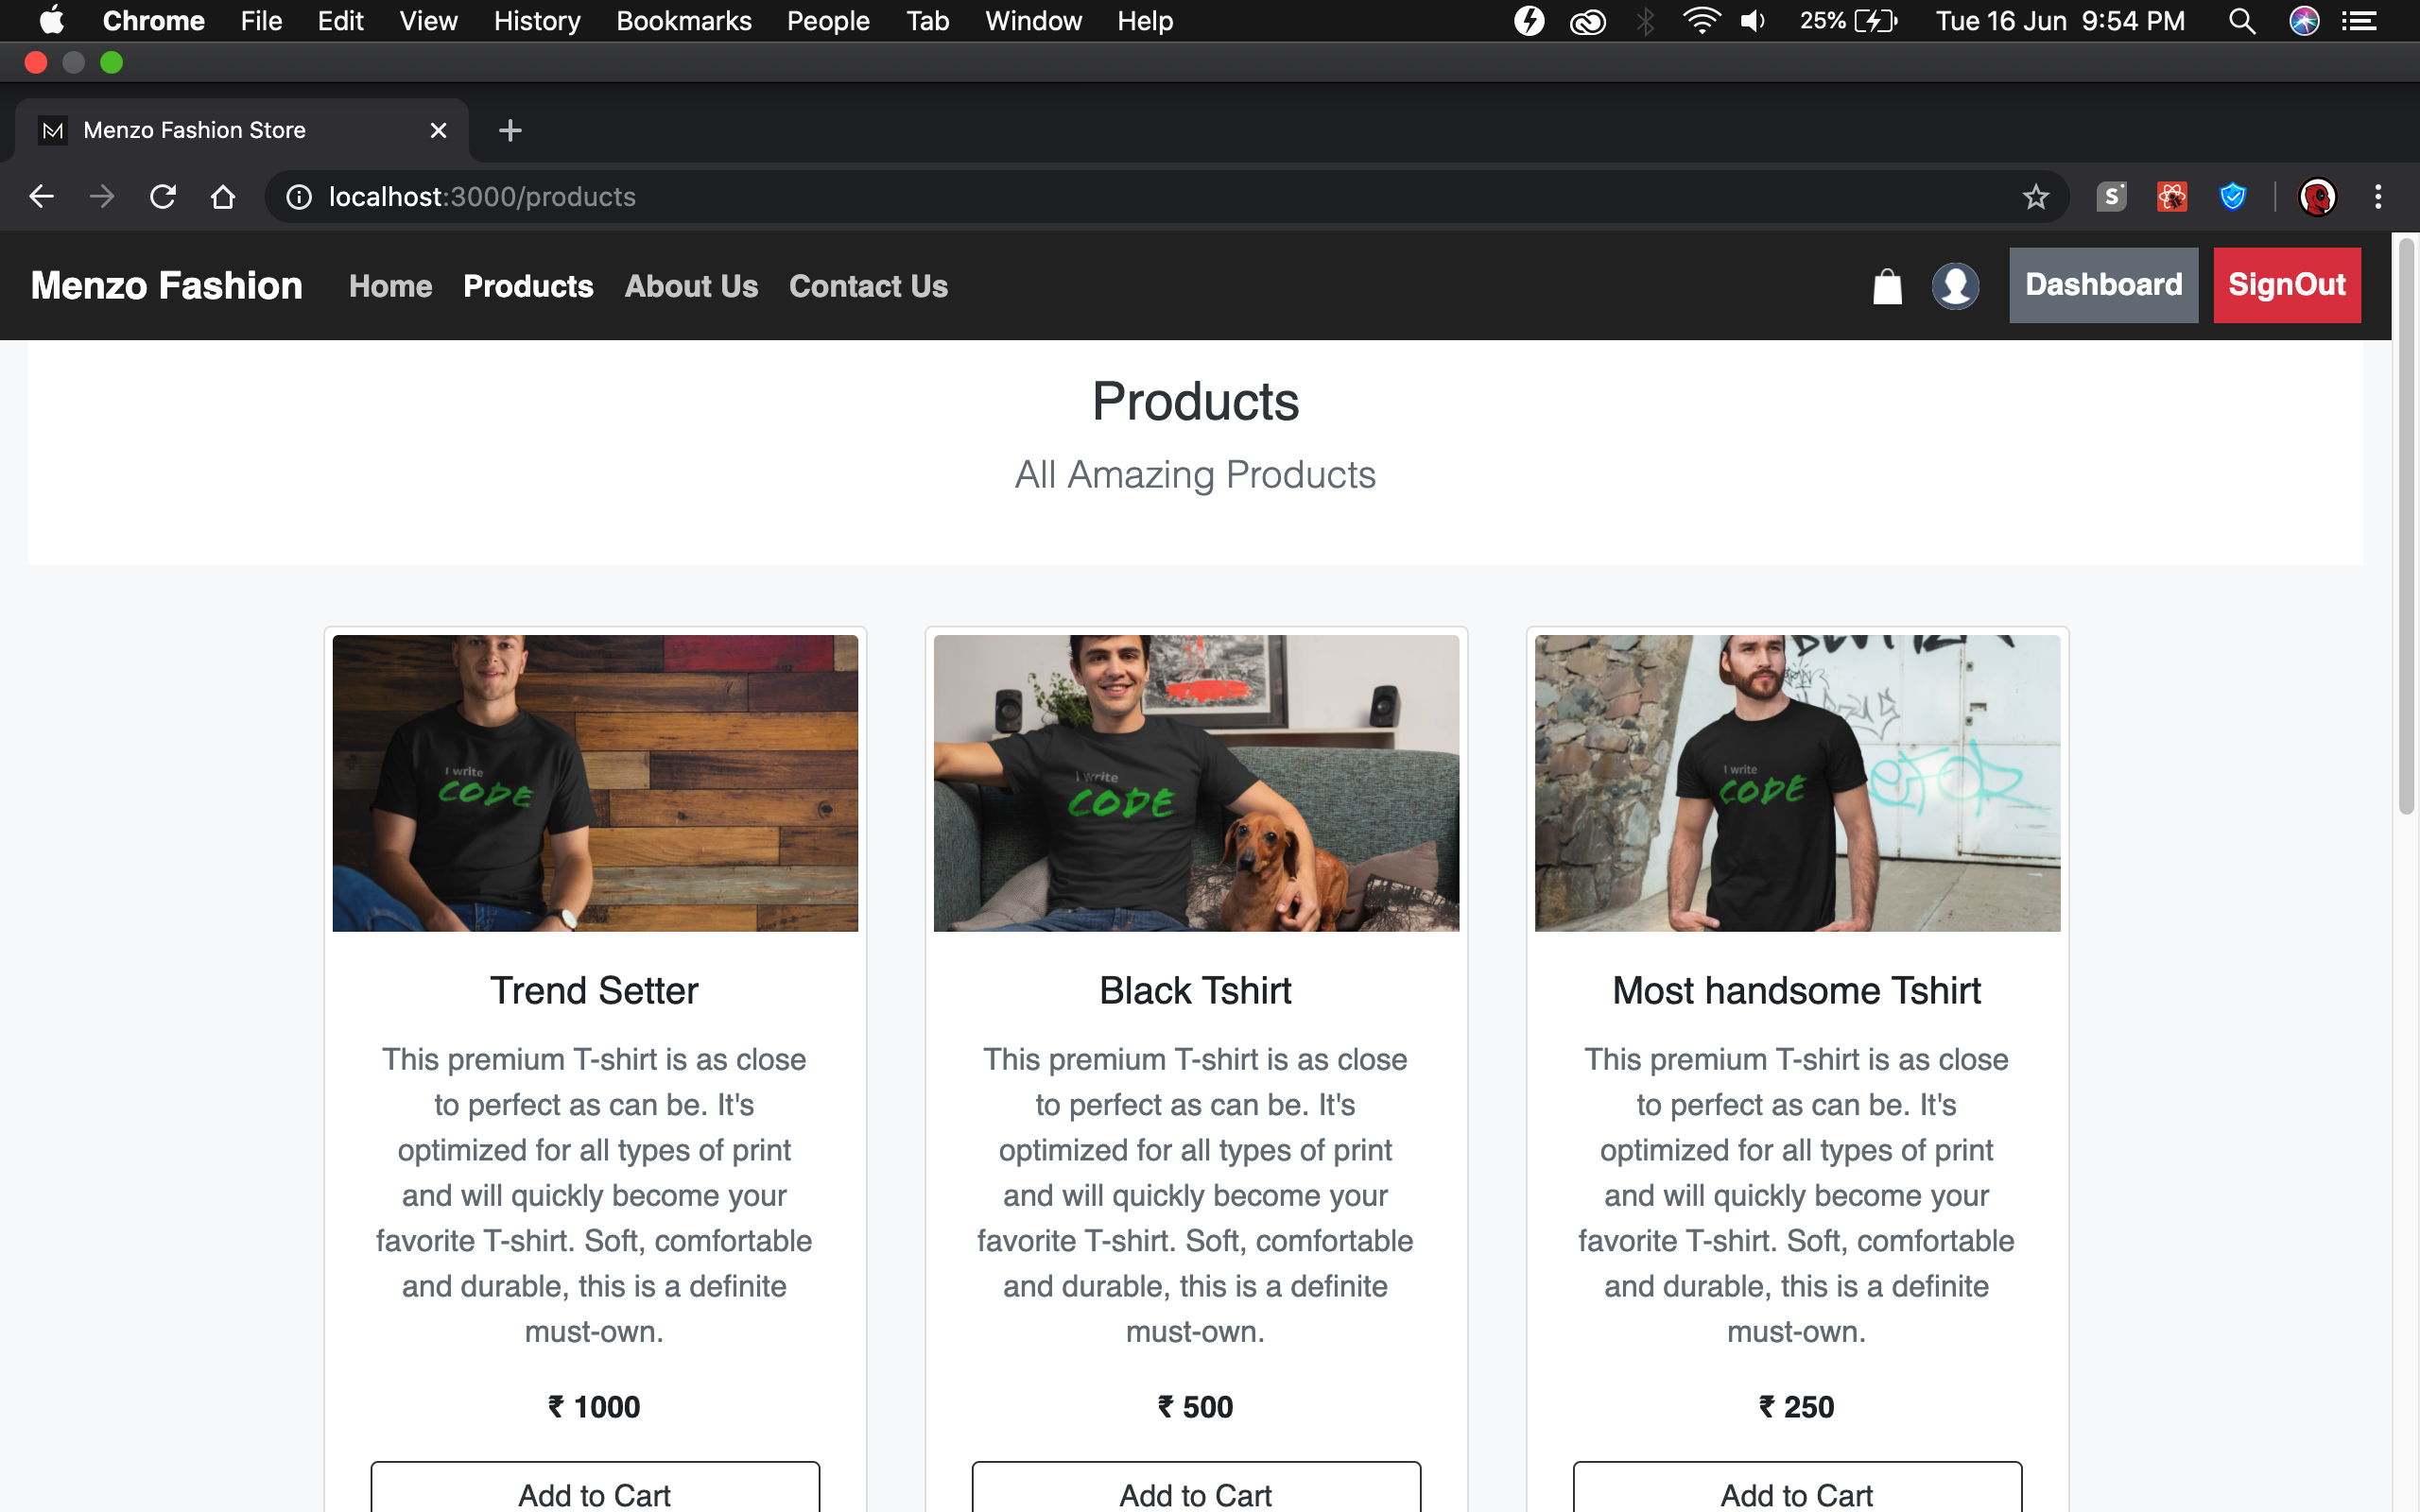 Chrome File Edit View History Bookmarks People Tab Window Help 25% Tue 16 Jun 9:54 PM
Menzo Fashion Store
localhost:3000/products
Menzo Fashion Home Products About Us Contact Us Dashboard SignOut
Products
All Amazing Products
I write
CODE
I write
CODE
I write
CODE
Trend Setter
This premium T-shirt is as close
to perfect as can be. It's
optimized for all types of print
and will quickly become your
favorite T-shirt. Soft, comfortable
and durable, this is a definite
must-own.
₹ 1000
Add to Cart
Black Tshirt
This premium T-shirt is as close
to perfect as can be. It's
optimized for all types of print
and will quickly become your
favorite T-shirt. Soft, comfortable
and durable, this is a definite
must-own.
₹ 500
Add to Cart
Most handsome Tshirt
This premium T-shirt is as close
to perfect as can be. It's
optimized for all types of print
and will quickly become your
favorite T-shirt. Soft, comfortable
and durable, this is a definite
must-own.
₹ 250
Add to Cart